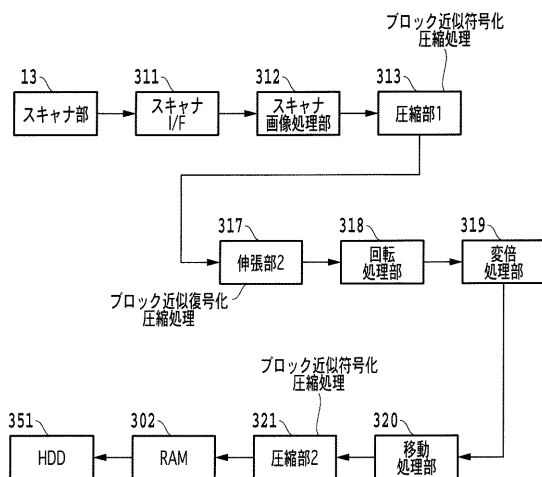 ブロック近似符号化
圧縮処理
13
311
312
313
スキャナ部
スキャナ
I/F
スキャナ
画像処理部
圧縮部1
317
318
319
伸張部2
回転
処理部
変倍
処理部
ブロック近似復号化
圧縮処理
ブロック近似符号化
圧縮処理
351
302
321
320
HDD
RAM
圧縮部2
移動
処理部